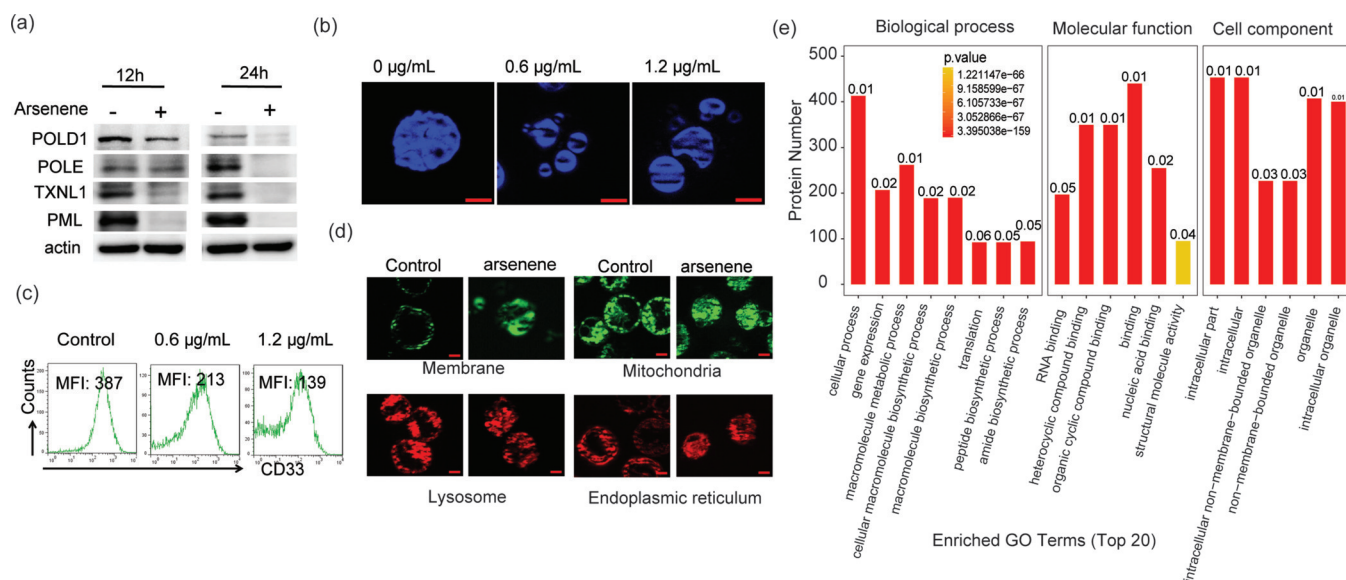 (a)
12h 24h
Arsenene - + - +
POLD1
POLE
TXNL1
PML
actin
(b)
0 µg/mL 0.6 µg/mL 1.2 µg/mL
(c)
Control 0.6 µg/mL 1.2 µg/mL
MFI: 387 MFI: 213 MFI: 139
Counts
CD33
(d)
Control arsenene Control arsenene
Membrane Mitochondria
Lysosome Endoplasmic reticulum
(e)
Biological process Molecular function Cell component
Protein Number
500
400
300
200
100
0
p.value
1.221147e−66
9.158599e−67
6.105733e−67
3.052866e−67
3.395038e−159
0.01 0.02 0.01 0.02 0.02 0.06 0.05 0.05
0.05 0.01 0.01 0.01 0.02 0.04
0.01 0.01 0.03 0.03 0.01 0.01
cellular process
gene expression
macromolecule metabolic process
cellular macromolecule biosynthetic process
macromolecule biosynthetic process
translation
peptide biosynthetic process
amide biosynthetic process
RNA binding
heterocyclic compound binding
organic cyclic compound binding
binding
nucleic acid binding
structural molecule activity
intracellular part
intracellular
intracellular non−membrane−bounded organelle
non−membrane−bounded organelle
organelle
intracellular organelle
Enriched GO Terms (Top 20)